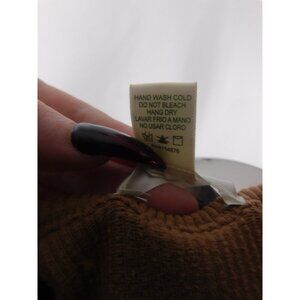 HAND WASH COLD
DO NOT BLEACH
HANG DRY
LAVAR FRIO A MANO
NO USAR CLORO